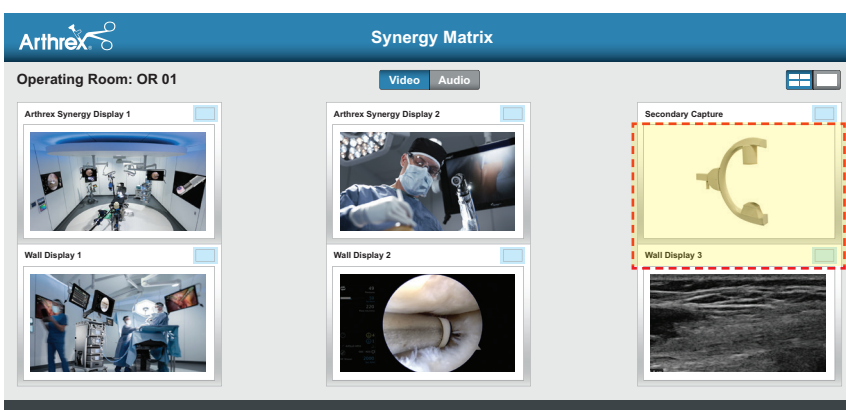 Arthrex
Synergy Matrix
Operating Room: OR 01
Video Audio
Arthrex Synergy Display 1
Arthrex Synergy Display 2
Secondary Capture
Wall Display 1
Wall Display 2
Wall Display 3